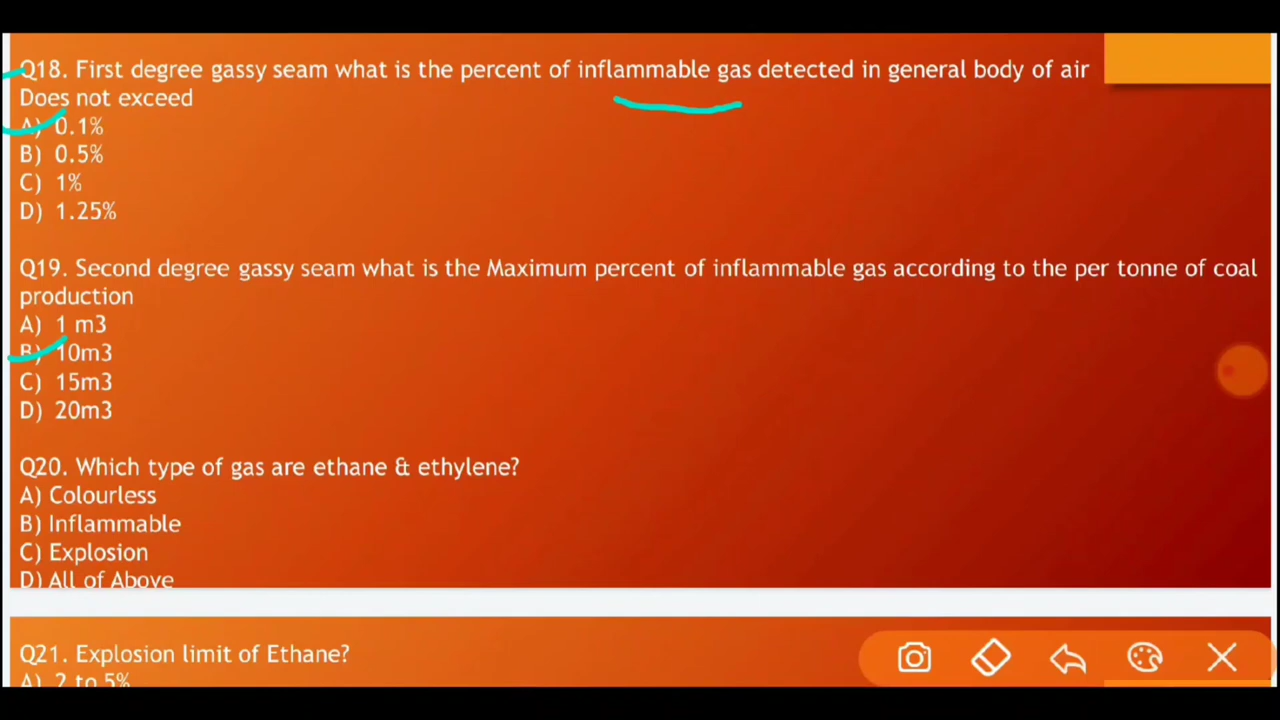 Q18. First degree gassy seam what is the percent of inflammable gas detected in general body of air
Does not exceed
A) 0.1%
B) 0.5%
C) 1%
D) 1.25%
Q19. Second degree gassy seam what is the Maximum percent of inflammable gas according to the per tonne of coal
production
A) 1 m3
B) 10m3
C) 15m3
D) 20m3
Q20. Which type of gas are ethane & ethylene?
A) Colourless
B) Inflammable
C) Explosion
D) All of Above
Q21. Explosion limit of Ethane?
A) 2 to 5%